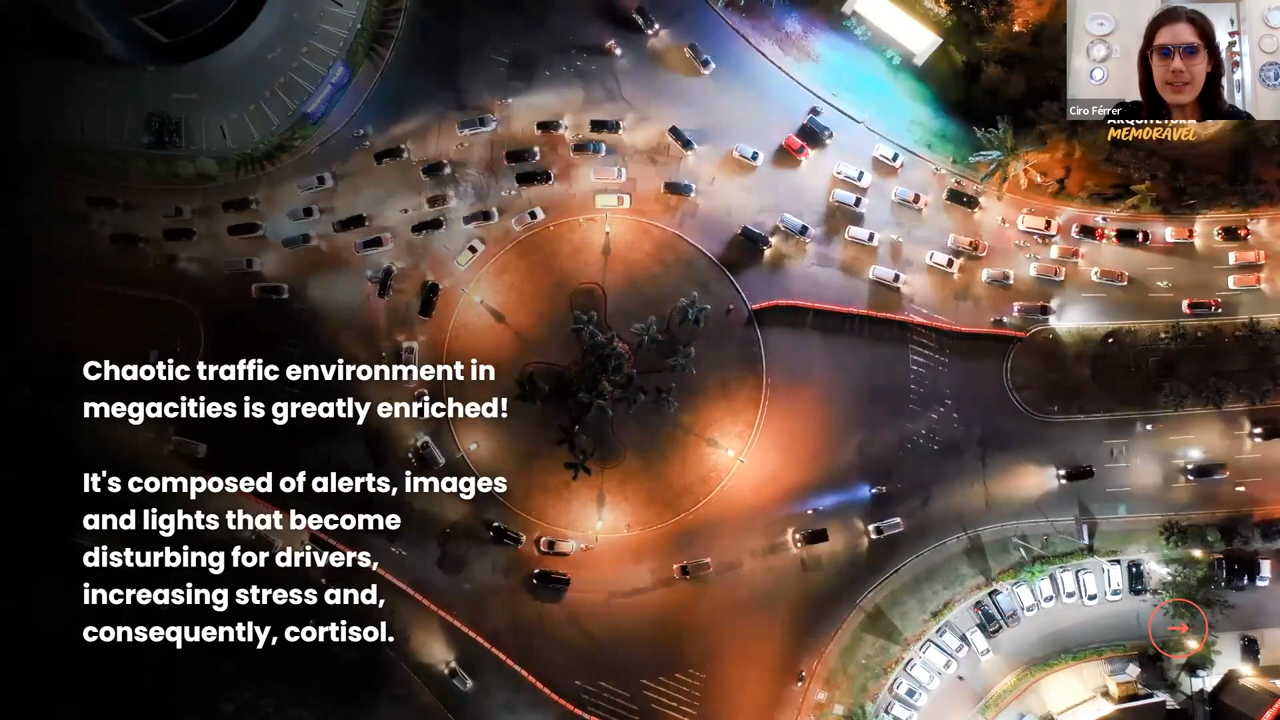 Ciro Férrer
ARQUITETURA
MEMORÁVEL
Chaotic traffic environment in
megacities is greatly enriched!
It's composed of alerts, images
and lights that become
disturbing for drivers,
increasing stress and,
consequently, cortisol.